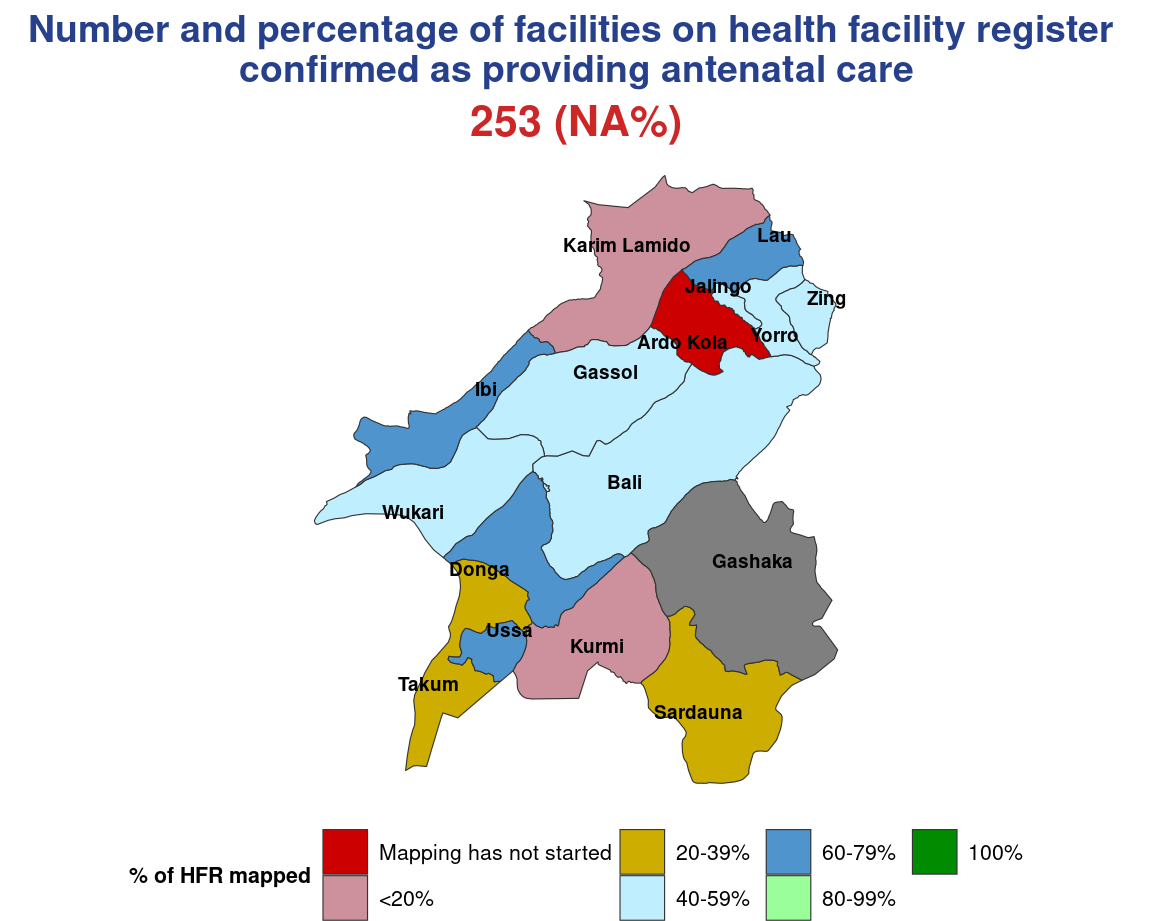 Number and percentage of facilities on health facility register
confirmed as providing antenatal care
253 (NA%)
Karim Lamido
Lau
Jalingo
Zing
Ardo Kola
Yorro
Gassol
Ibi
Bali
Wukari
Gashaka
Donga
Ussa
Kurmi
Takum
Sardauna
% of HFR mapped
Mapping has not started
<20%
20-39%
40-59%
60-79%
80-99%
100%